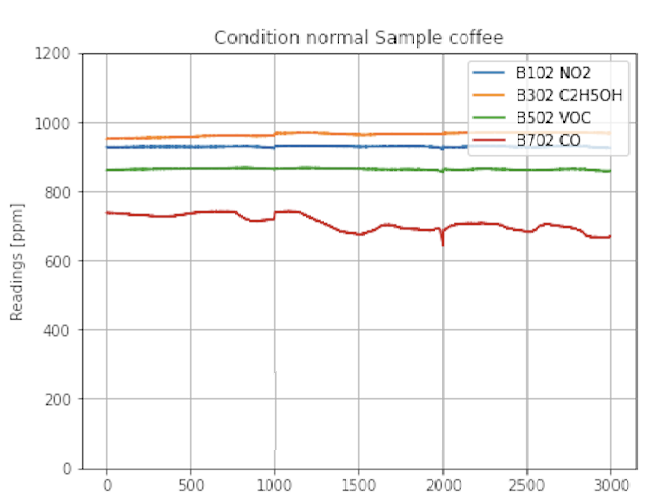 Condition normal Sample coffee
1200
1000
800
600
400
200
0
Readings [ppm]
B102 NO2
B302 C2H5OH
B502 VOC
B702 CO
0 500 1000 1500 2000 2500 3000